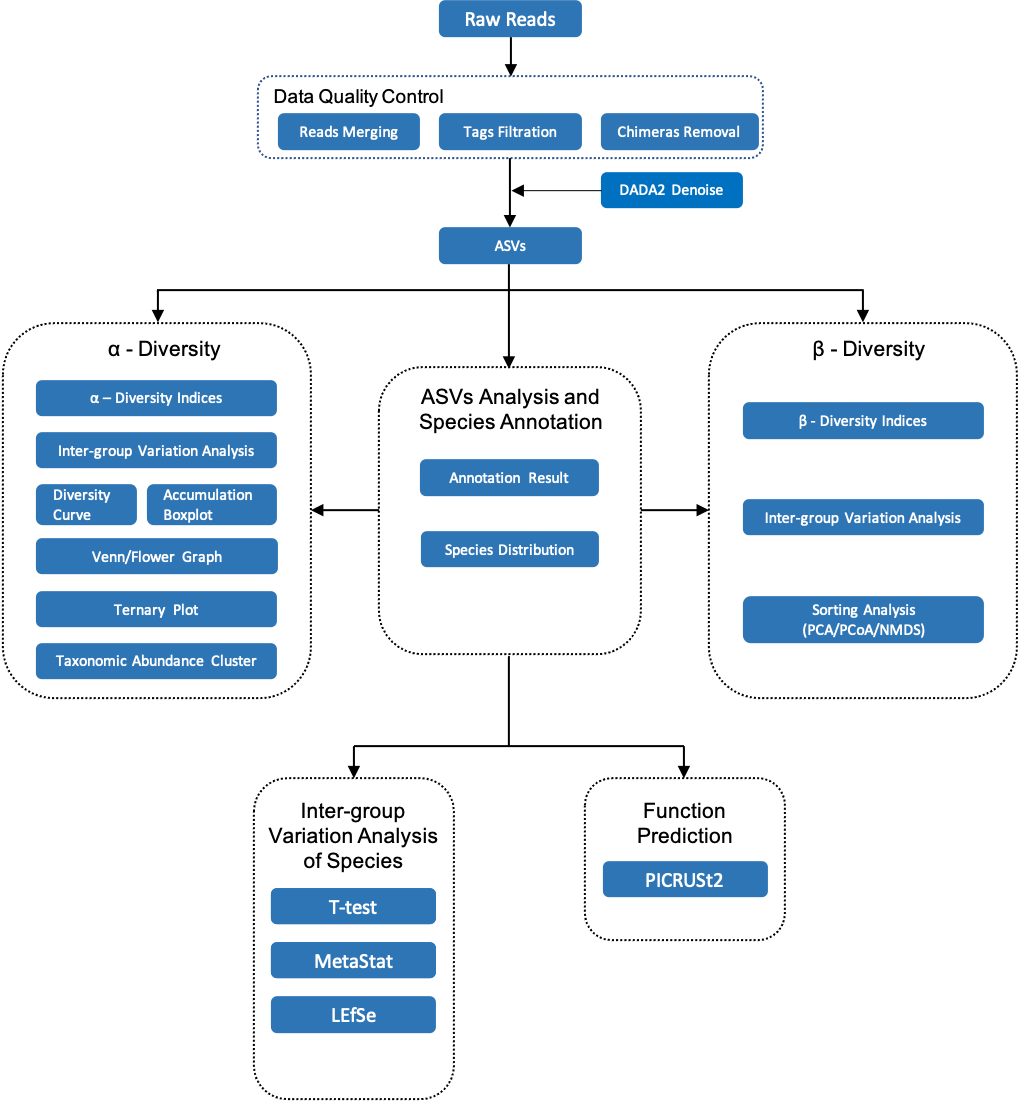 Raw Reads
Data Quality Control
Reads Merging
Tags Filtration
Chimeras Removal
DADA2 Denoise
ASVs
α - Diversity
α – Diversity Indices
Inter-group Variation Analysis
Diversity
Curve
Accumulation
Boxplot
Venn/Flower Graph
Ternary Plot
Taxonomic Abundance Cluster
ASVs Analysis and
Species Annotation
Annotation Result
Species Distribution
β - Diversity
β - Diversity Indices
Inter-group Variation Analysis
Sorting Analysis
(PCA/PCoA/NMDS)
Inter-group
Variation Analysis
of Species
T-test
MetaStat
LEfSe
Function
Prediction
PICRUSt2